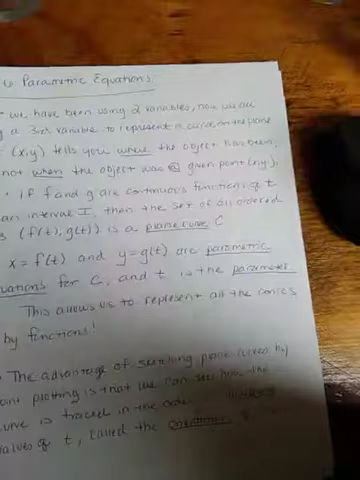 Parametric Equations
we have been using 2 variables, now we are
a 3rd variable to represent a curve on the plane
(x,y) tells you where the object has been,
not when the object was @ given point (x,y).
• if f and g are continuous functions of t
an interval I, then the set of all ordered
(f(t), g(t)) is a plane curve C
x = f(t) and y = g(t) are parametric
for C, and t is the parameter
This allows us to represent all the conics
by functions!
• The advantage of sketching plane curves by
plotting is that we can see how the
curve is traced in the
values of t, called the